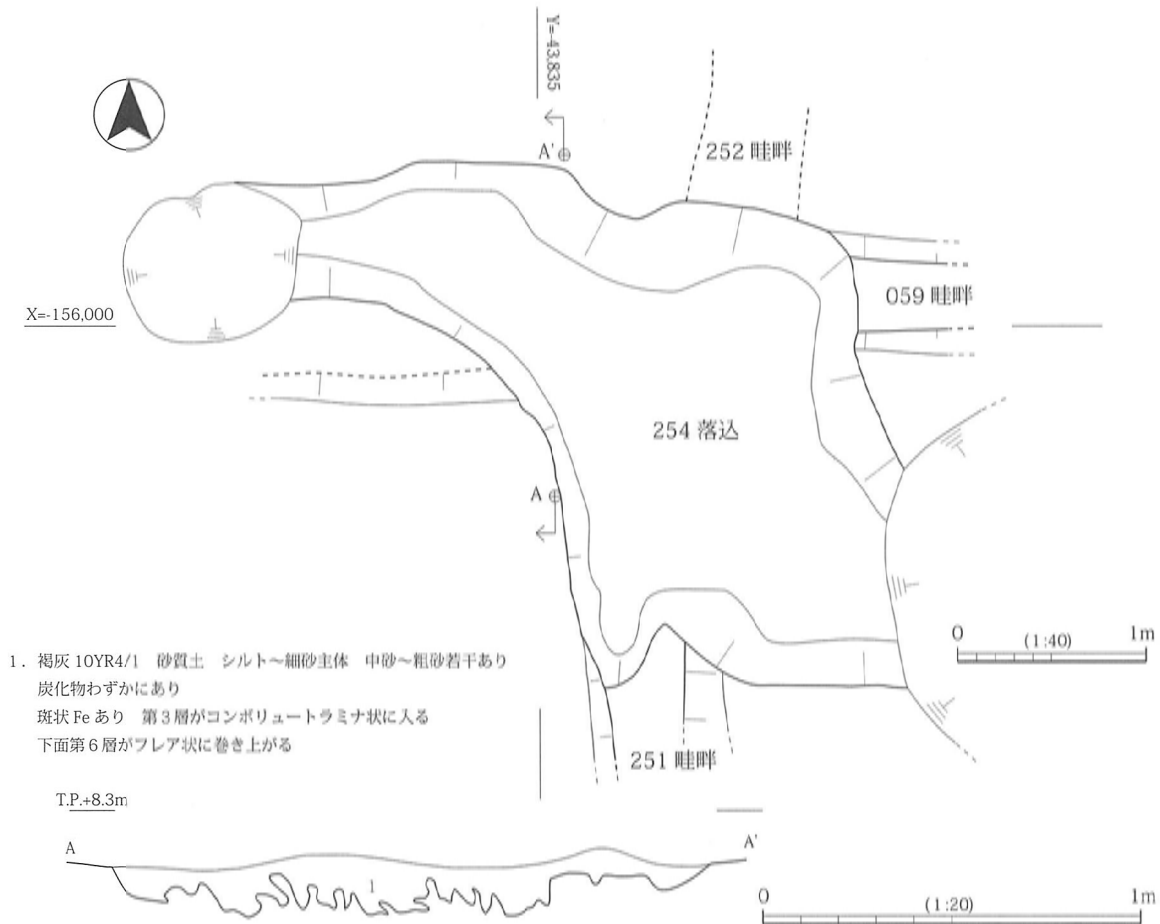 Y=-43,835
A'
252 畦畔
059 畦畔
X=-156,000
254 落込
A
0 (1:40) 1m
1. 褐灰 10YR4/1 砂質土 シルト~細砂主体 中砂~粗砂若干あり
炭化物わずかにあり
斑状 Fe あり 第3層がコンボリュートラミナ状に入る
下面第6層がフレア状に巻き上がる
251 畦畔
T.P.+8.3m
A
A'
1
0 (1:20) 1m